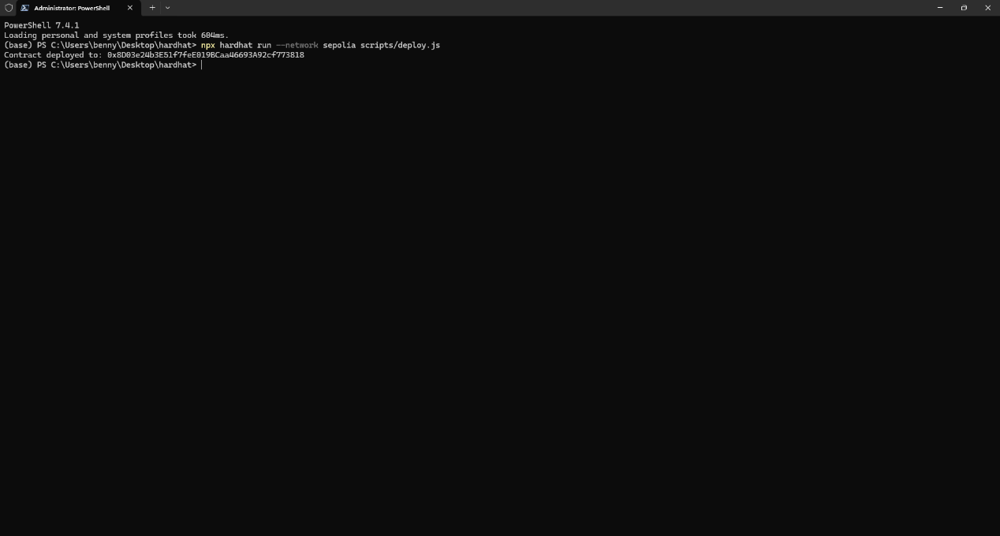 Administrator: PowerShell
PowerShell 7.4.1
Loading personal and system profiles took 604ms.
(base) PS C:\Users\benny\Desktop\hardhat> npx hardhat run --network sepolia scripts/deploy.js
Contract deployed to: 0x8D03e24b3E51f7feE019BCaa46693A92cf773818
(base) PS C:\Users\benny\Desktop\hardhat>